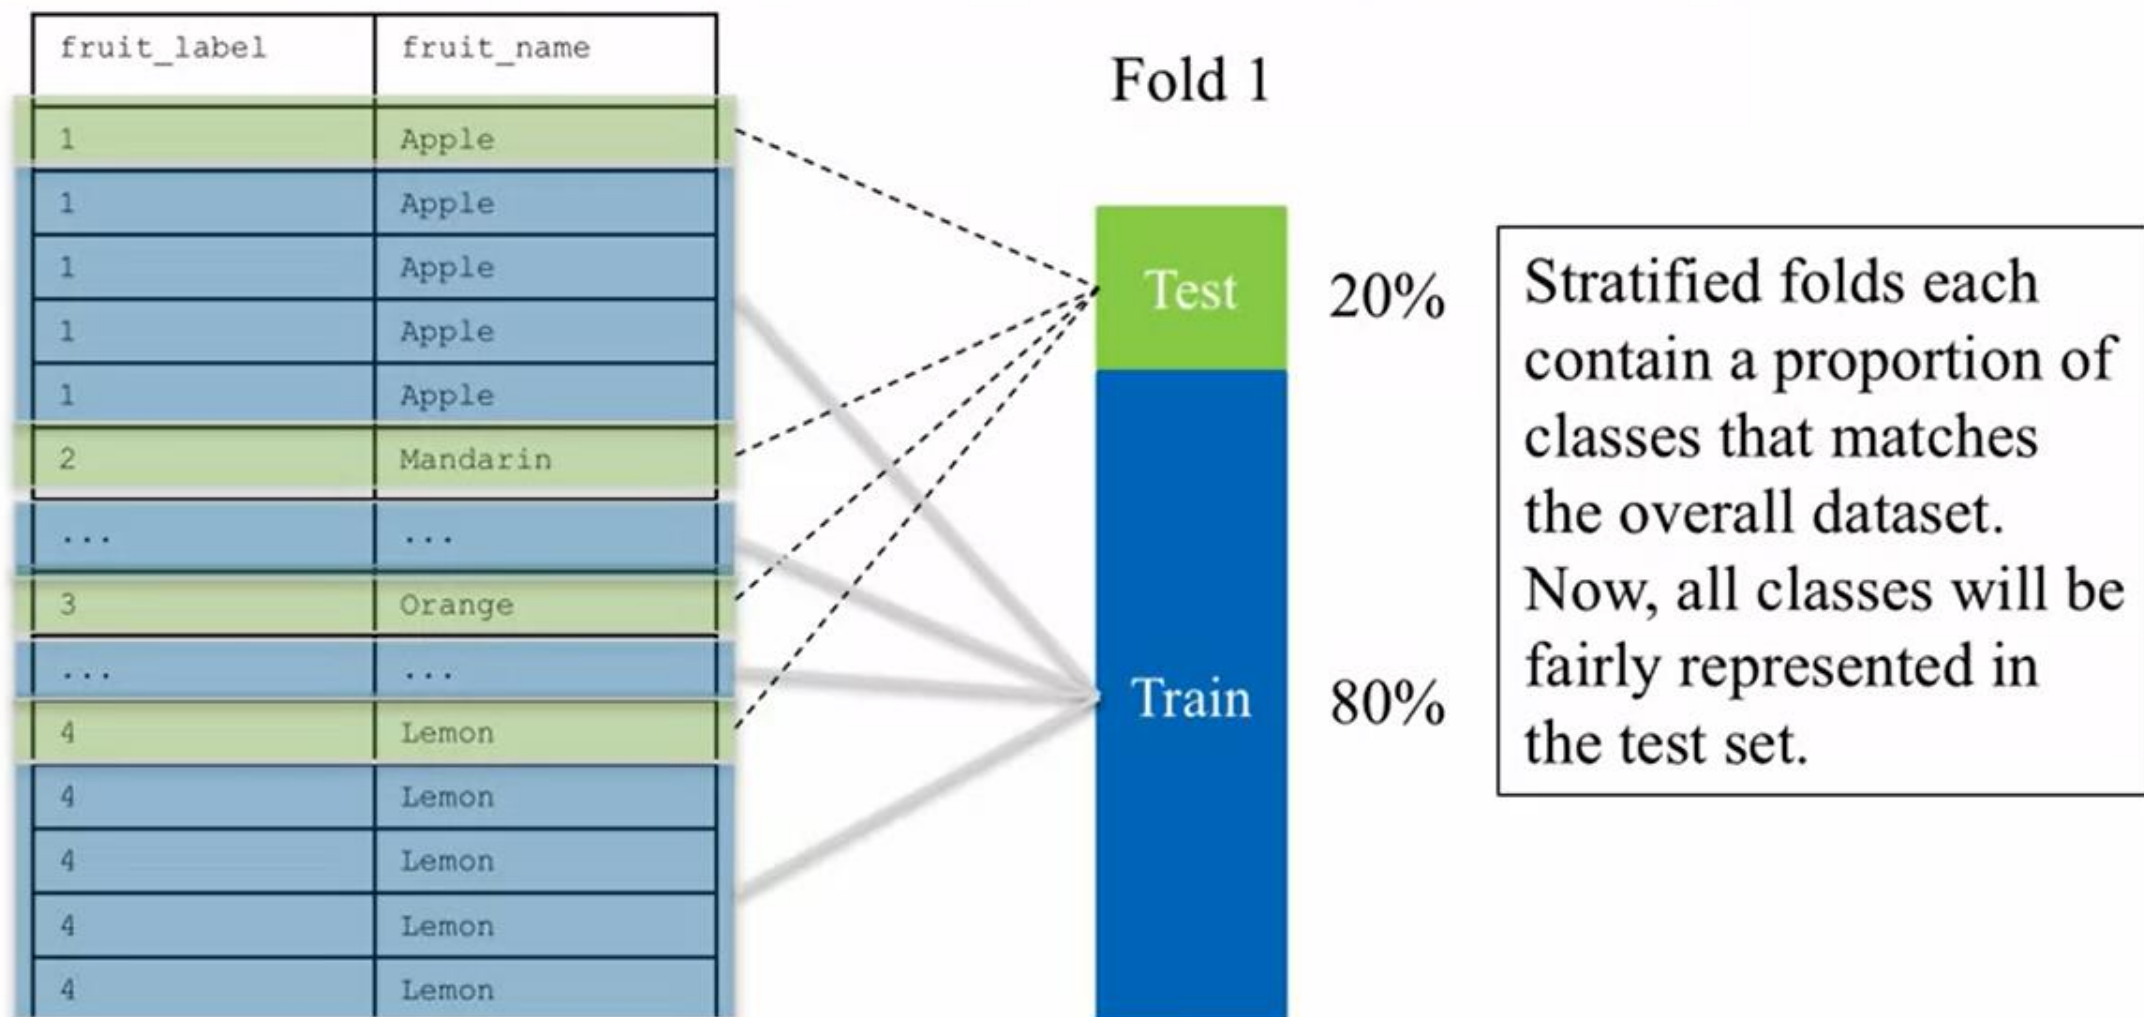 fruit_label fruit_name
1 Apple
1 Apple
1 Apple
1 Apple
1 Apple
2 Mandarin
... ...
3 Orange
... ...
4 Lemon
4 Lemon
4 Lemon
4 Lemon
4 Lemon
Fold 1
Test 20%
Train 80%
Stratified folds each
contain a proportion of
classes that matches
the overall dataset.
Now, all classes will be
fairly represented in
the test set.